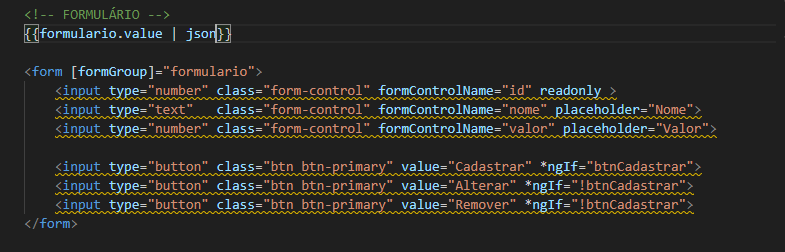 <!-- FORMULÁRIO -->
{{formulario.value | json}}
<form [formGroup]="formulario">
<input type="number" class="form-control" formControlName="id" readonly >
<input type="text"   class="form-control" formControlName="nome" placeholder="Nome">
<input type="number" class="form-control" formControlName="valor" placeholder="Valor">
<input type="button" class="btn btn-primary" value="Cadastrar" *ngIf="btnCadastrar">
<input type="button" class="btn btn-primary" value="Alterar" *ngIf="!btnCadastrar">
<input type="button" class="btn btn-primary" value="Remover" *ngIf="!btnCadastrar">
</form>